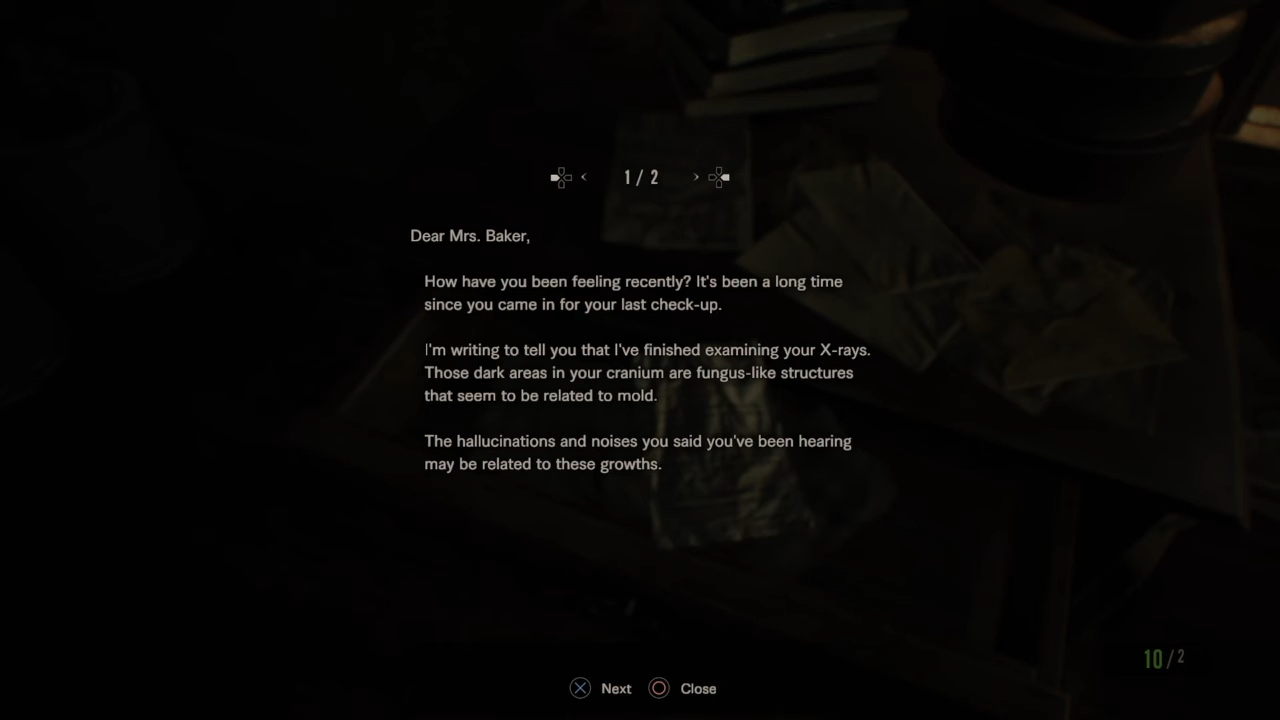 < 1 / 2 >
Dear Mrs. Baker,
How have you been feeling recently? It's been a long time
since you came in for your last check-up.
I'm writing to tell you that I've finished examining your X-rays.
Those dark areas in your cranium are fungus-like structures
that seem to be related to mold.
The hallucinations and noises you said you've been hearing
may be related to these growths.
10/2
Next Close